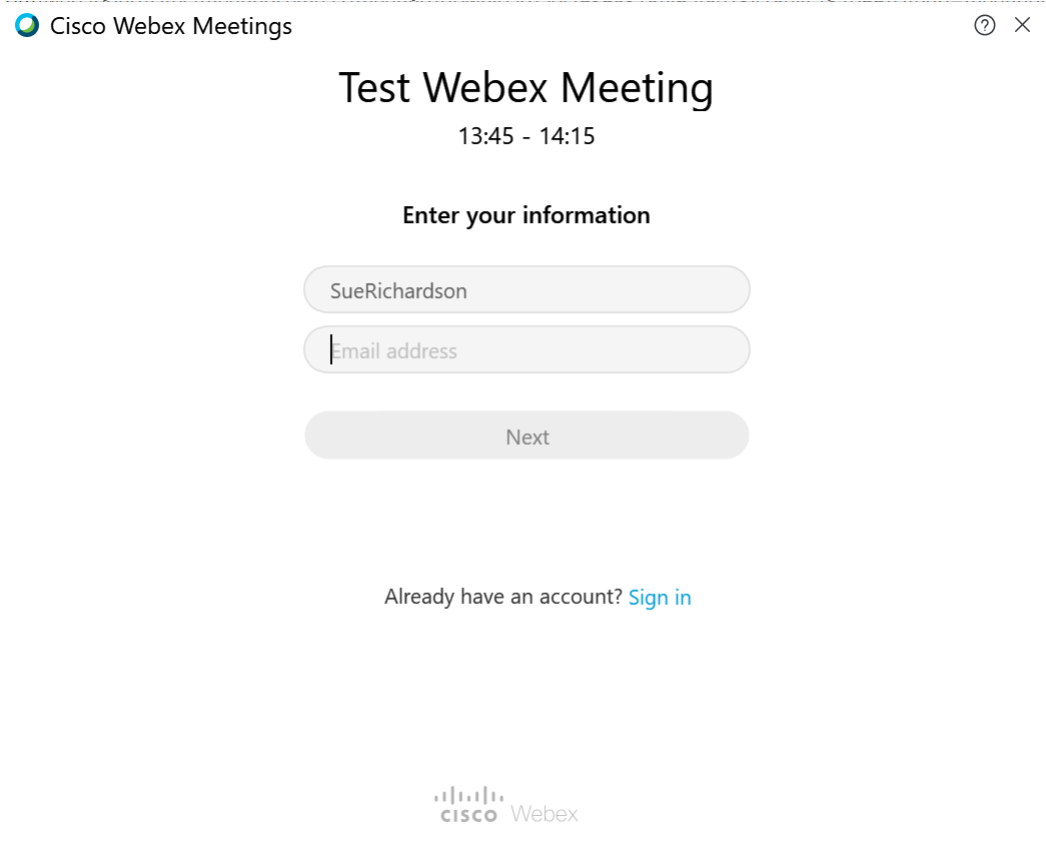 Cisco Webex Meetings
Test Webex Meeting
13:45 - 14:15
Enter your information
SueRichardson
Email address
Next
Already have an account? Sign in
CISCO Webex